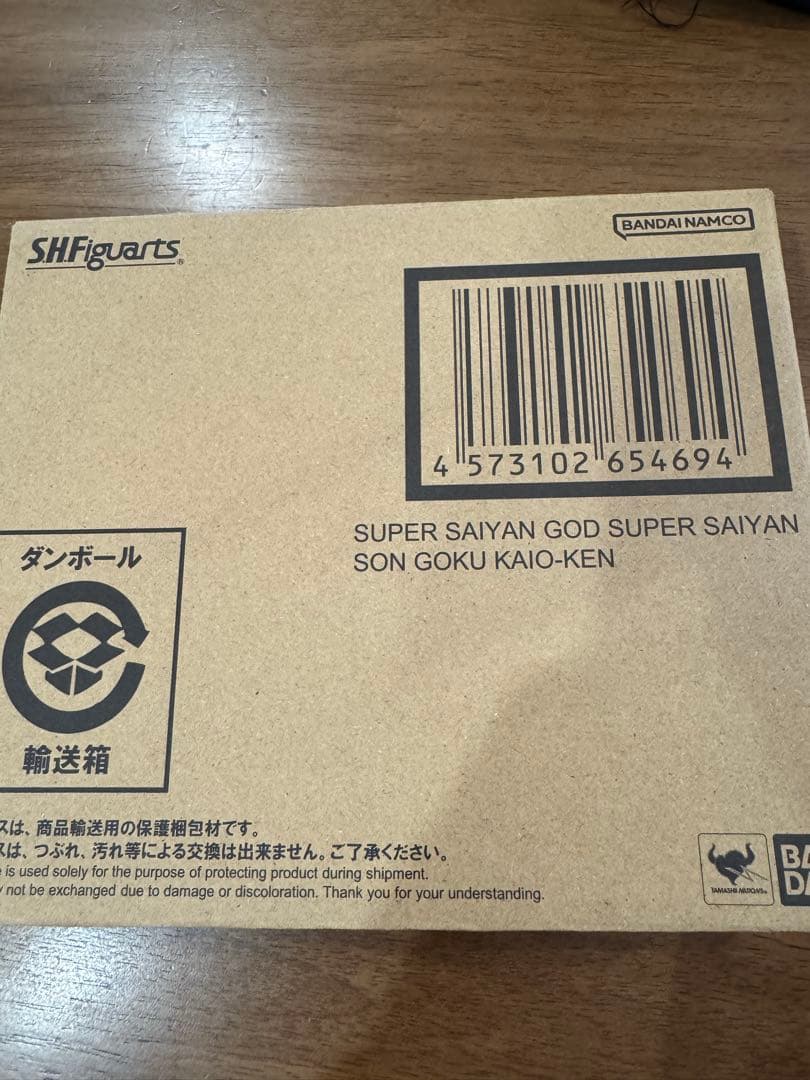 S.H.Figuarts®
BANDAI NAMCO
4 573102 654694
SUPER SAIYAN GOD SUPER SAIYAN
SON GOKU KAIO-KEN
ダンボール
輸送箱
スは、商品輸送用の保護梱包材です。
スは、つぶれ、汚れ等による交換は出来ません。ご了承ください。
is used solely for the purpose of protecting product during shipment.
not be exchanged due to damage or discoloration. Thank you for your understanding.
TAMASHII NATIONS
BA
DA